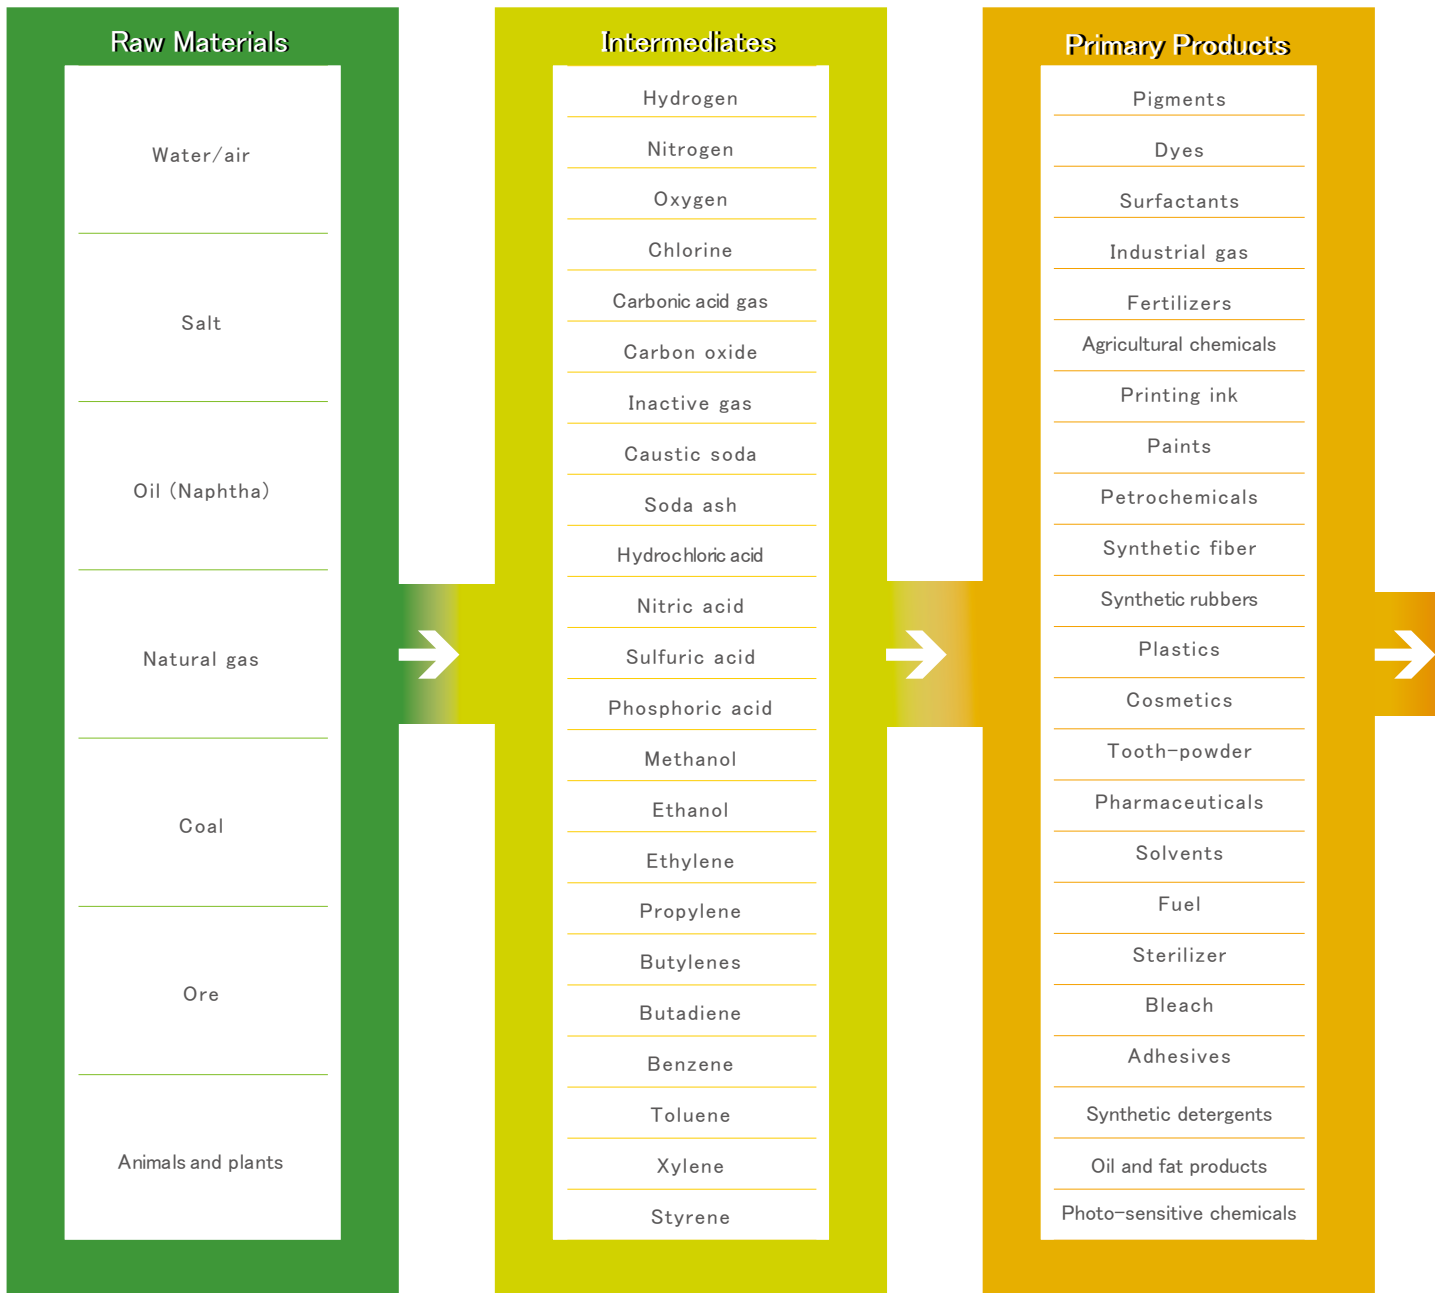 Raw Materials
Water/air
Salt
Oil (Naphtha)
Natural gas
Coal
Ore
Animals and plants
Intermediates
Hydrogen
Nitrogen
Oxygen
Chlorine
Carbonic acid gas
Carbon oxide
Inactive gas
Caustic soda
Soda ash
Hydrochloric acid
Nitric acid
Sulfuric acid
Phosphoric acid
Methanol
Ethanol
Ethylene
Propylene
Butylenes
Butadiene
Benzene
Toluene
Xylene
Styrene
Primary Products
Pigments
Dyes
Surfactants
Industrial gas
Fertilizers
Agricultural chemicals
Printing ink
Paints
Petrochemicals
Synthetic fiber
Synthetic rubbers
Plastics
Cosmetics
Tooth-powder
Pharmaceuticals
Solvents
Fuel
Sterilizer
Bleach
Adhesives
Synthetic detergents
Oil and fat products
Photo-sensitive chemicals